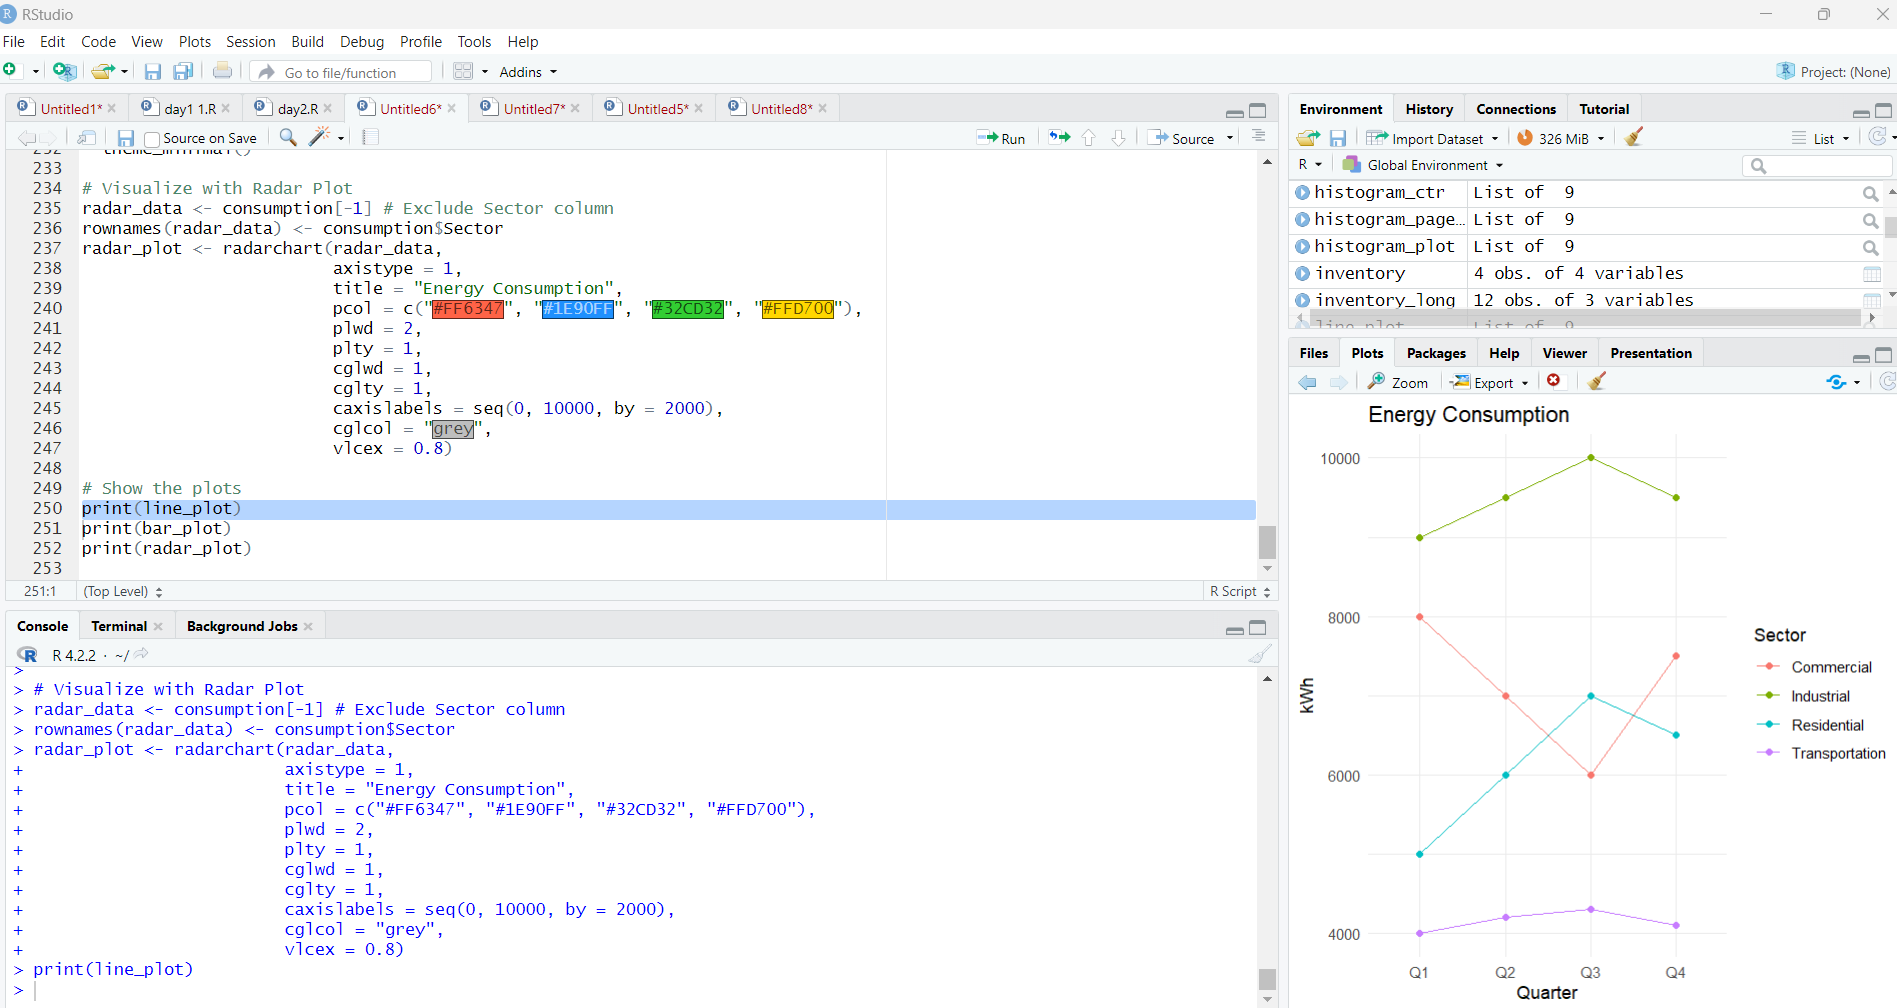 RStudio
File Edit Code View Plots Session Build Debug Profile Tools Help
Go to file/function Addins Project: (None)
Untitled1* day1 1.R day2.R Untitled6* Untitled7* Untitled5* Untitled8*
Source on Save Run Source
233
234 # Visualize with Radar Plot
235 radar_data <- consumption[-1] # Exclude Sector column
236 rownames(radar_data) <- consumption$Sector
237 radar_plot <- radarchart(radar_data,
238 axistype = 1,
239 title = "Energy Consumption",
240 pcol = c("#FF6347", "#1E90FF", "#32CD32", "#FFD700"),
241 plwd = 2,
242 plty = 1,
243 cglwd = 1,
244 cglty = 1,
245 caxislabels = seq(0, 10000, by = 2000),
246 cglcol = "grey",
247 vlcex = 0.8)
248
249 # Show the plots
250 print(line_plot)
251 print(bar_plot)
252 print(radar_plot)
253
251:1 (Top Level) R Script
Console Terminal Background Jobs
R 4.2.2 · ~/
>
> # Visualize with Radar Plot
> radar_data <- consumption[-1] # Exclude Sector column
> rownames(radar_data) <- consumption$Sector
> radar_plot <- radarchart(radar_data,
+ axistype = 1,
+ title = "Energy Consumption",
+ pcol = c("#FF6347", "#1E90FF", "#32CD32", "#FFD700"),
+ plwd = 2,
+ plty = 1,
+ cglwd = 1,
+ cglty = 1,
+ caxislabels = seq(0, 10000, by = 2000),
+ cglcol = "grey",
+ vlcex = 0.8)
> print(line_plot)
>
Environment History Connections Tutorial
Import Dataset 326 MiB List
R Global Environment
histogram_ctr List of 9
histogram_page… List of 9
histogram_plot List of 9
inventory 4 obs. of 4 variables
inventory_long 12 obs. of 3 variables
line_plot List of 9
Files Plots Packages Help Viewer Presentation
Zoom Export
Energy Consumption
10000
8000
6000
4000
kWh
Q1 Q2 Q3 Q4
Quarter
Sector
Commercial
Industrial
Residential
Transportation